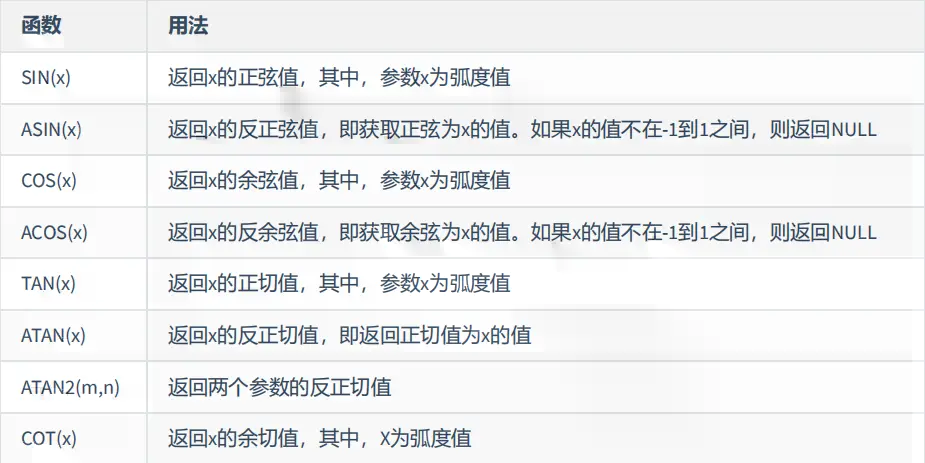 函数 用法
SIN(x) 返回x的正弦值，其中，参数x为弧度值
ASIN(x) 返回x的反正弦值，即获取正弦为x的值。如果x的值不在-1到1之间，则返回NULL
COS(x) 返回x的余弦值，其中，参数x为弧度值
ACOS(x) 返回x的反余弦值，即获取余弦为x的值。如果x的值不在-1到1之间，则返回NULL
TAN(x) 返回x的正切值，其中，参数x为弧度值
ATAN(x) 返回x的反正切值，即返回正切值为x的值
ATAN2(m,n) 返回两个参数的反正切值
COT(x) 返回x的余切值，其中，X为弧度值